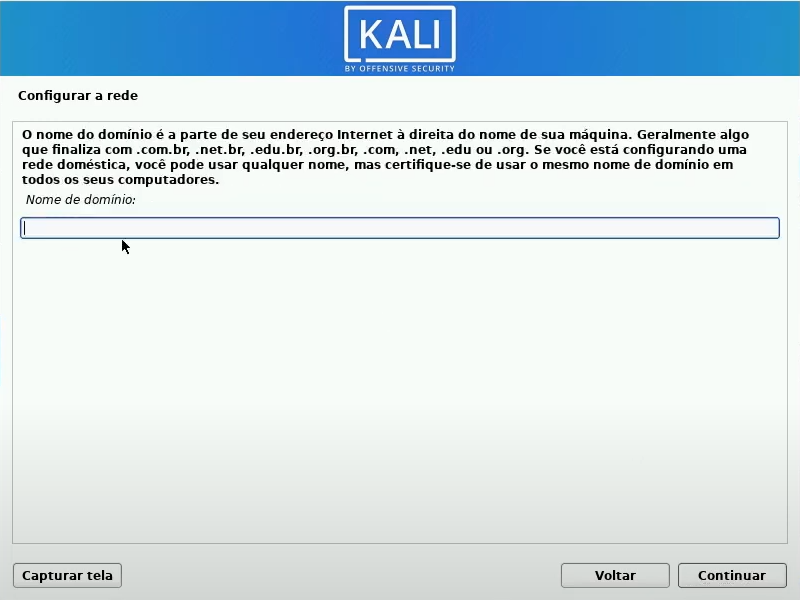 KALI
BY OFFENSIVE SECURITY
Configurar a rede
O nome do domínio é a parte de seu endereço Internet à direita do nome de sua máquina. Geralmente algo
que finaliza com .com.br, .net.br, .edu.br, .org.br, .com, .net, .edu ou .org. Se você está configurando uma
rede doméstica, você pode usar qualquer nome, mas certifique-se de usar o mesmo nome de domínio em
todos os seus computadores.
Nome de domínio:
Capturar tela
Voltar
Continuar